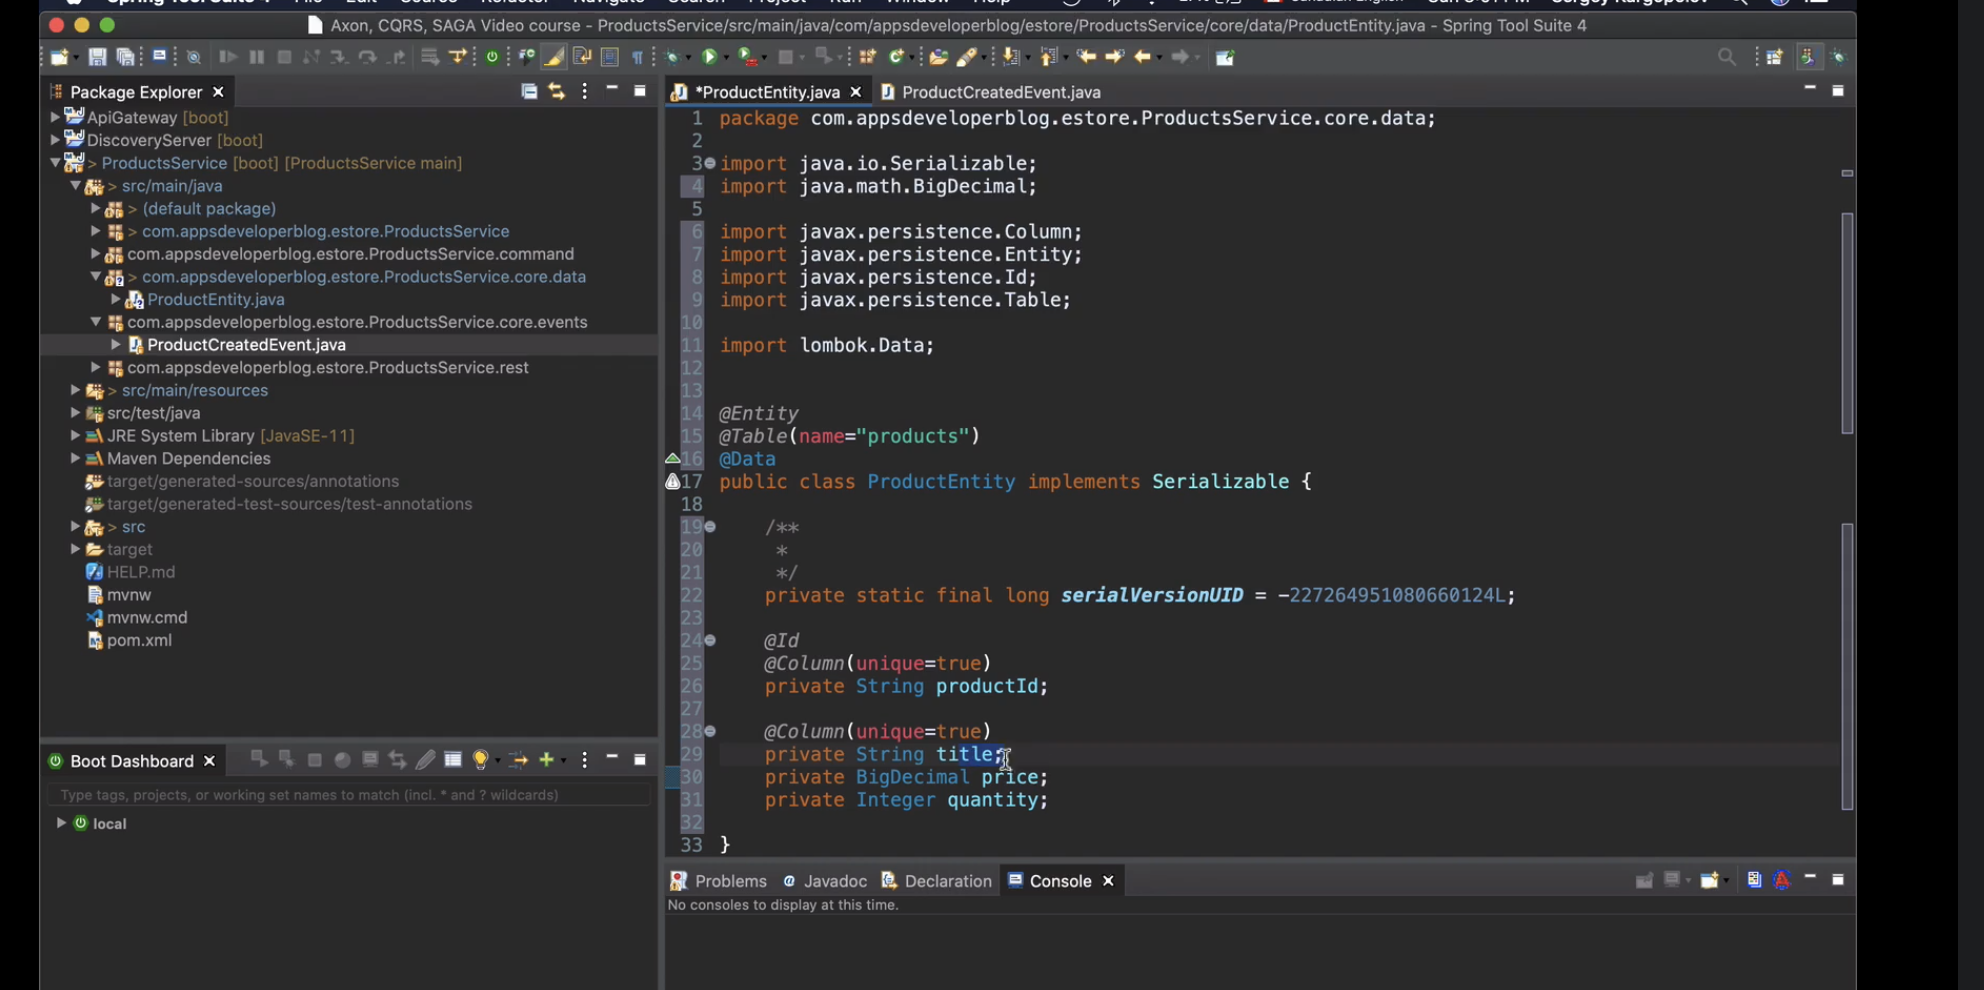 Axon, CQRS, SAGA Video course - ProductsService/src/main/java/com/appsdeveloperblog/estore/ProductsService/core/data/ProductEntity.java - Spring Tool Suite 4
Package Explorer
ApiGateway [boot]
DiscoveryServer [boot]
> ProductsService [boot] [ProductsService main]
> src/main/java
> (default package)
> com.appsdeveloperblog.estore.ProductsService
com.appsdeveloperblog.estore.ProductsService.command
> com.appsdeveloperblog.estore.ProductsService.core.data
ProductEntity.java
com.appsdeveloperblog.estore.ProductsService.core.events
ProductCreatedEvent.java
com.appsdeveloperblog.estore.ProductsService.rest
> src/main/resources
src/test/java
JRE System Library [JavaSE-11]
Maven Dependencies
target/generated-sources/annotations
target/generated-test-sources/test-annotations
> src
target
HELP.md
mvnw
mvnw.cmd
pom.xml
Boot Dashboard
Type tags, projects, or working set names to match (incl. * and ? wildcards)
local
*ProductEntity.java ProductCreatedEvent.java
1 package com.appsdeveloperblog.estore.ProductsService.core.data;
2
3 import java.io.Serializable;
4 import java.math.BigDecimal;
5
6 import javax.persistence.Column;
7 import javax.persistence.Entity;
8 import javax.persistence.Id;
9 import javax.persistence.Table;
10
11 import lombok.Data;
12
13
14 @Entity
15 @Table(name="products")
16 @Data
17 public class ProductEntity implements Serializable {
18
19 /**
20 *
21 */
22 private static final long serialVersionUID = -227264951080660124L;
23
24 @Id
25 @Column(unique=true)
26 private String productId;
27
28 @Column(unique=true)
29 private String title;
30 private BigDecimal price;
31 private Integer quantity;
32
33 }
Problems @ Javadoc Declaration Console
No consoles to display at this time.